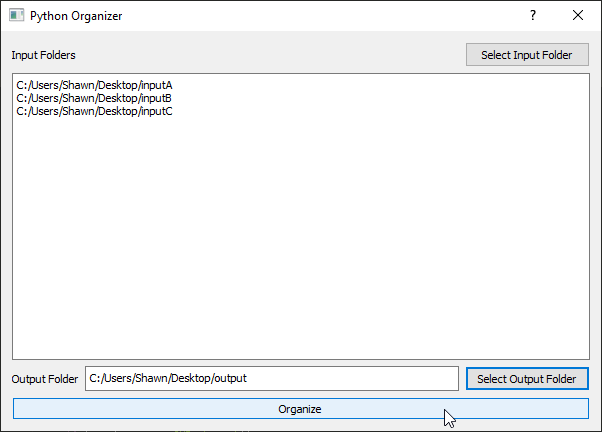 Python Organizer
Input Folders
Select Input Folder
C:/Users/Shawn/Desktop/inputA
C:/Users/Shawn/Desktop/inputB
C:/Users/Shawn/Desktop/inputC
Output Folder
C:/Users/Shawn/Desktop/output
Select Output Folder
Organize